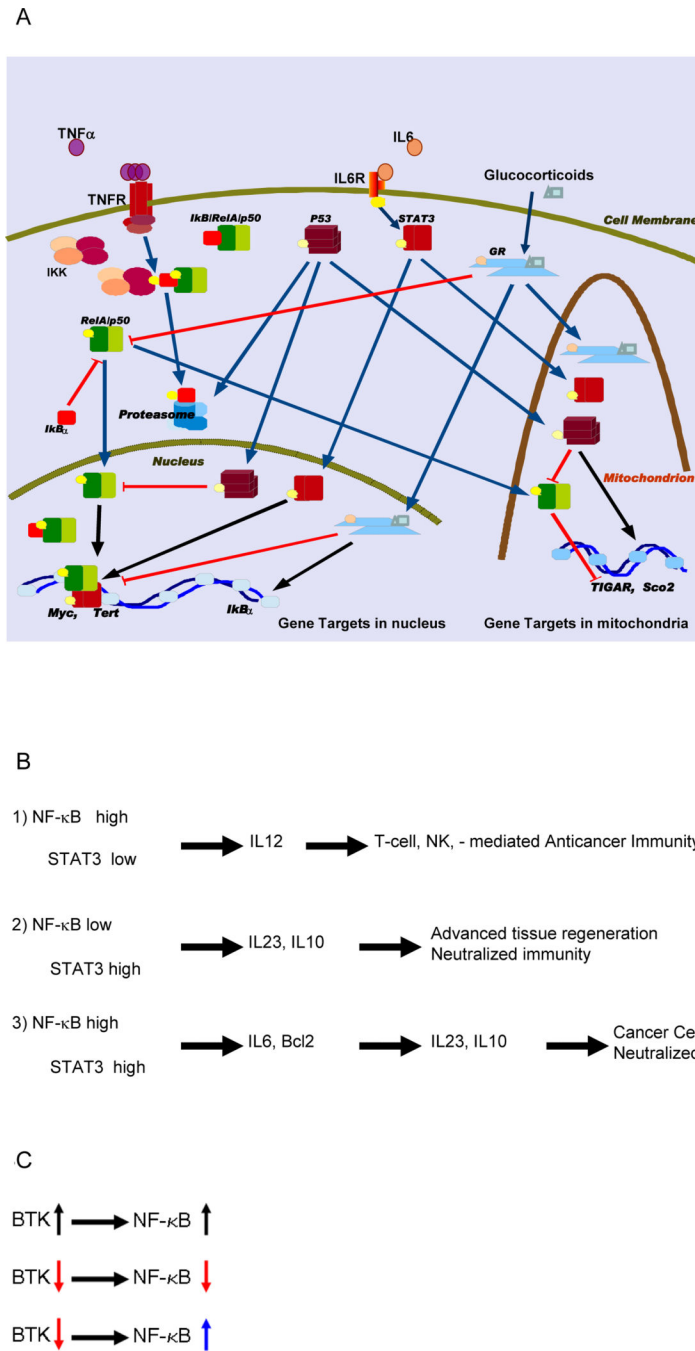 A
TNFα
IL6
TNFR
IL6R
Glucocorticoids
IkB/RelA/p50
P53
STAT3
Cell Membrane
IKK
GR
RelA/p50
IkBα
Proteasome
Nucleus
Mitochondrion
Myc, Tert
IkBα
TIGAR, Sco2
Gene Targets in nucleus
Gene Targets in mitochondria
B
1) NF-κB high
STAT3 low
IL12
T-cell, NK, - mediated Anticancer Immunity
2) NF-κB low
STAT3 high
IL23, IL10
Advanced tissue regeneration
Neutralized immunity
3) NF-κB high
STAT3 high
IL6, Bcl2
IL23, IL10
Cancer Ce
Neutralized
C
BTK NF-κB
BTK NF-κB
BTK NF-κB